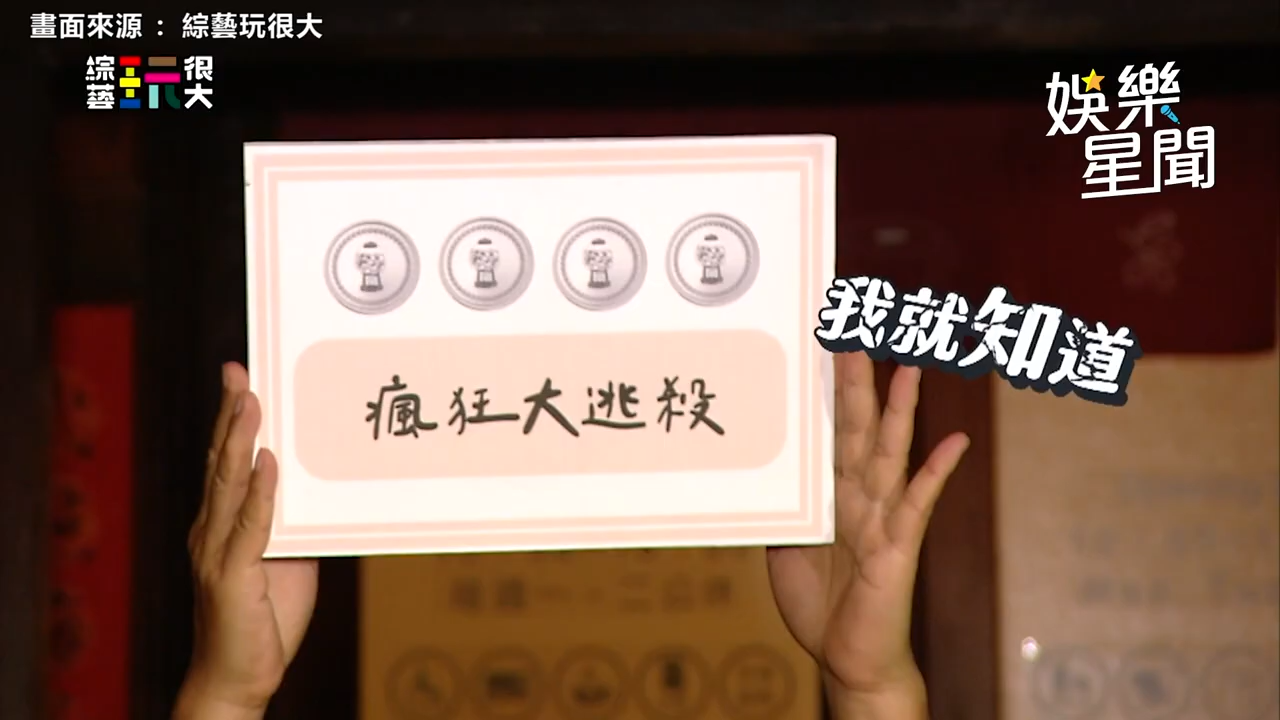 畫面來源 ： 綜藝玩很大
綜藝玩很大
娛樂星聞
我就知道
瘋狂大逃殺